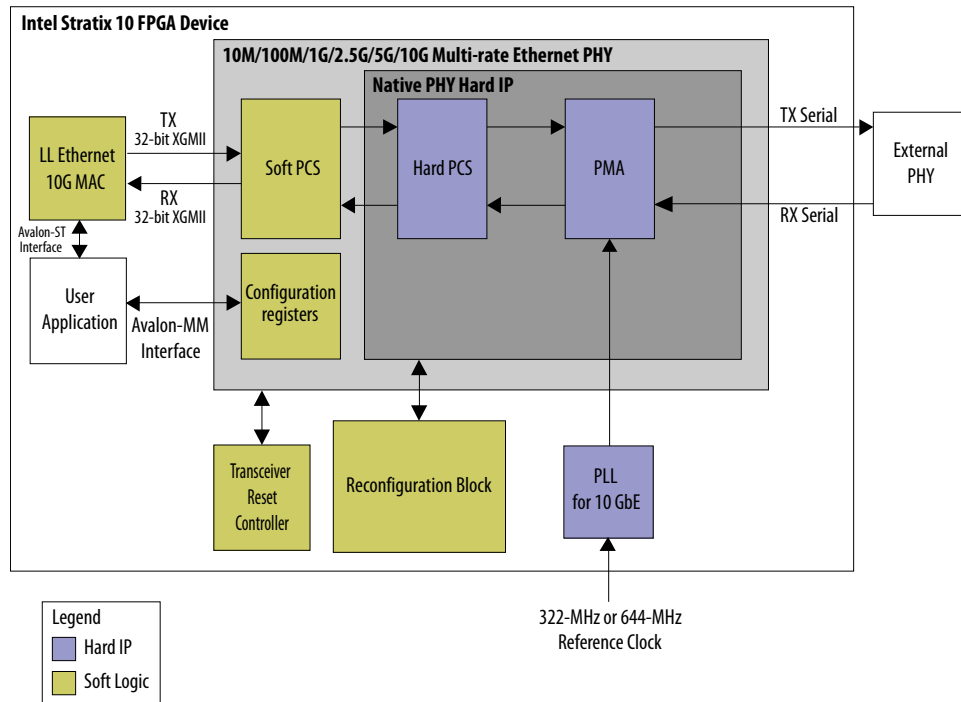 Intel Stratix 10 FPGA Device
10M/100M/1G/2.5G/5G/10G Multi-rate Ethernet PHY
Native PHY Hard IP
LL Ethernet
10G MAC
TX
32-bit XGMII
RX
32-bit XGMII
Soft PCS
Hard PCS
PMA
TX Serial
RX Serial
External
PHY
Avalon-ST
Interface
User
Application
Avalon-MM
Interface
Configuration
registers
Transceiver
Reset
Controller
Reconfiguration Block
PLL
for 10 GbE
322-MHz or 644-MHz
Reference Clock
Legend
Hard IP
Soft Logic